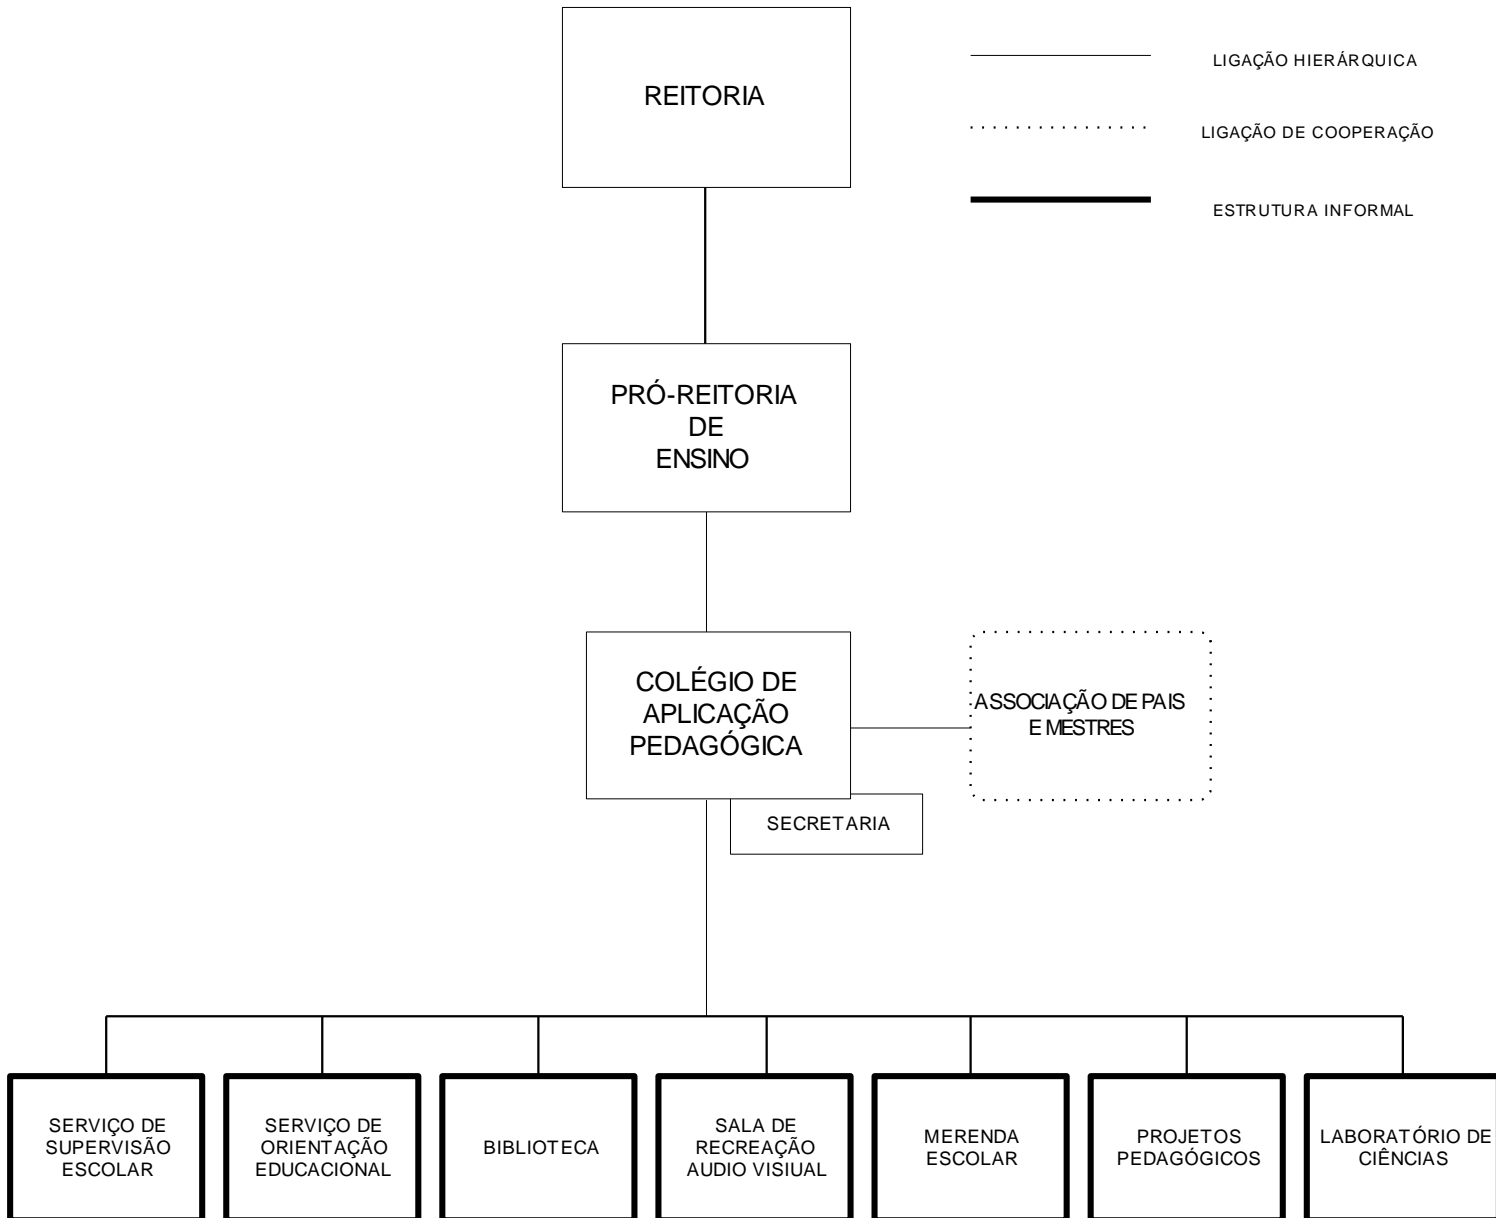 REITORIA
LIGAÇÃO HIERÁRQUICA
LIGAÇÃO DE COOPERAÇÃO
ESTRUTURA INFORMAL
PRÓ-REITORIA
DE
ENSINO
COLÉGIO DE
APLICAÇÃO
PEDAGÓGICA
ASSOCIAÇÃO DE PAIS
E MESTRES
SECRETARIA
SERVIÇO DE
SUPERVISÃO
ESCOLAR
SERVIÇO DE
ORIENTAÇÃO
EDUCACIONAL
BIBLIOTECA
SALA DE
RECREAÇÃO
AUDIO VISIUAL
MERENDA
ESCOLAR
PROJETOS
PEDAGÓGICOS
LABORATÓRIO DE
CIÊNCIAS